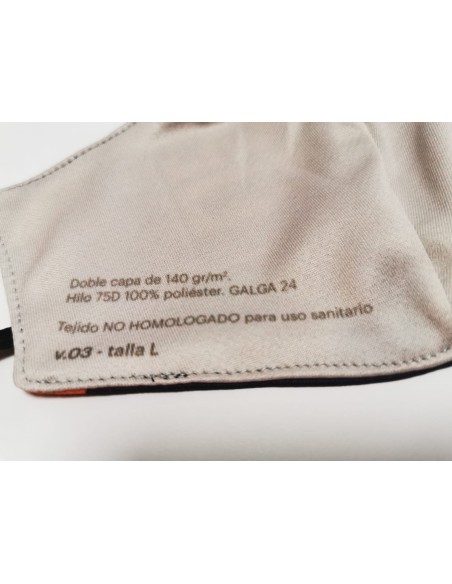 Doble capa de 140 gr/m².
Hilo 75D 100% poliéster. GALGA 24
Tejido NO HOMOLOGADO para uso sanitario
v.03 - talla L